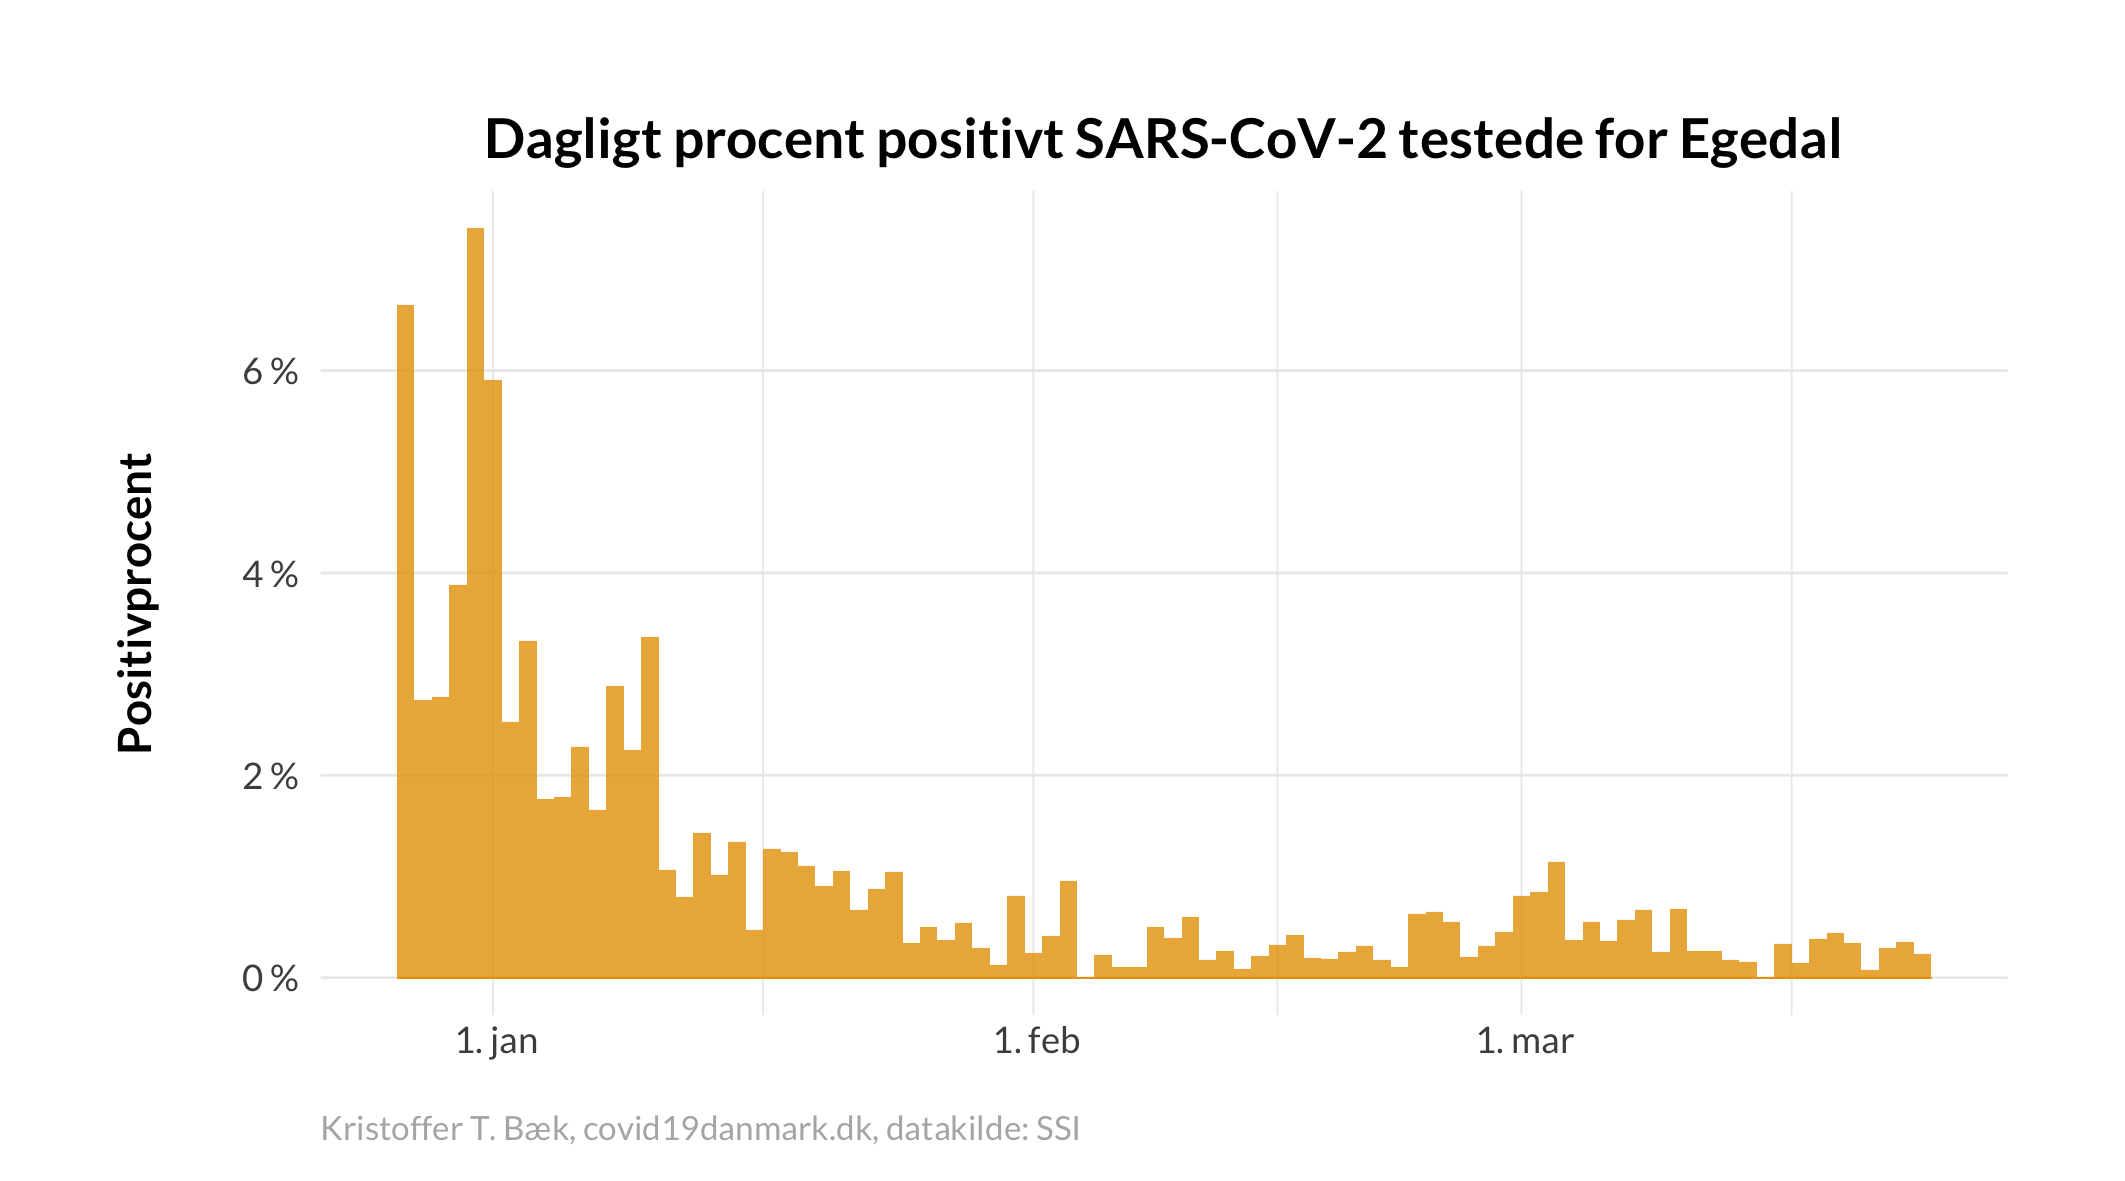 Dagligt procent positivt SARS-CoV-2 testede for Egedal
Positivprocent
6 %
4 %
2 %
0 %
1. jan
1. feb
1. mar
Kristoffer T. Bæk, covid19danmark.dk, datakilde: SSI